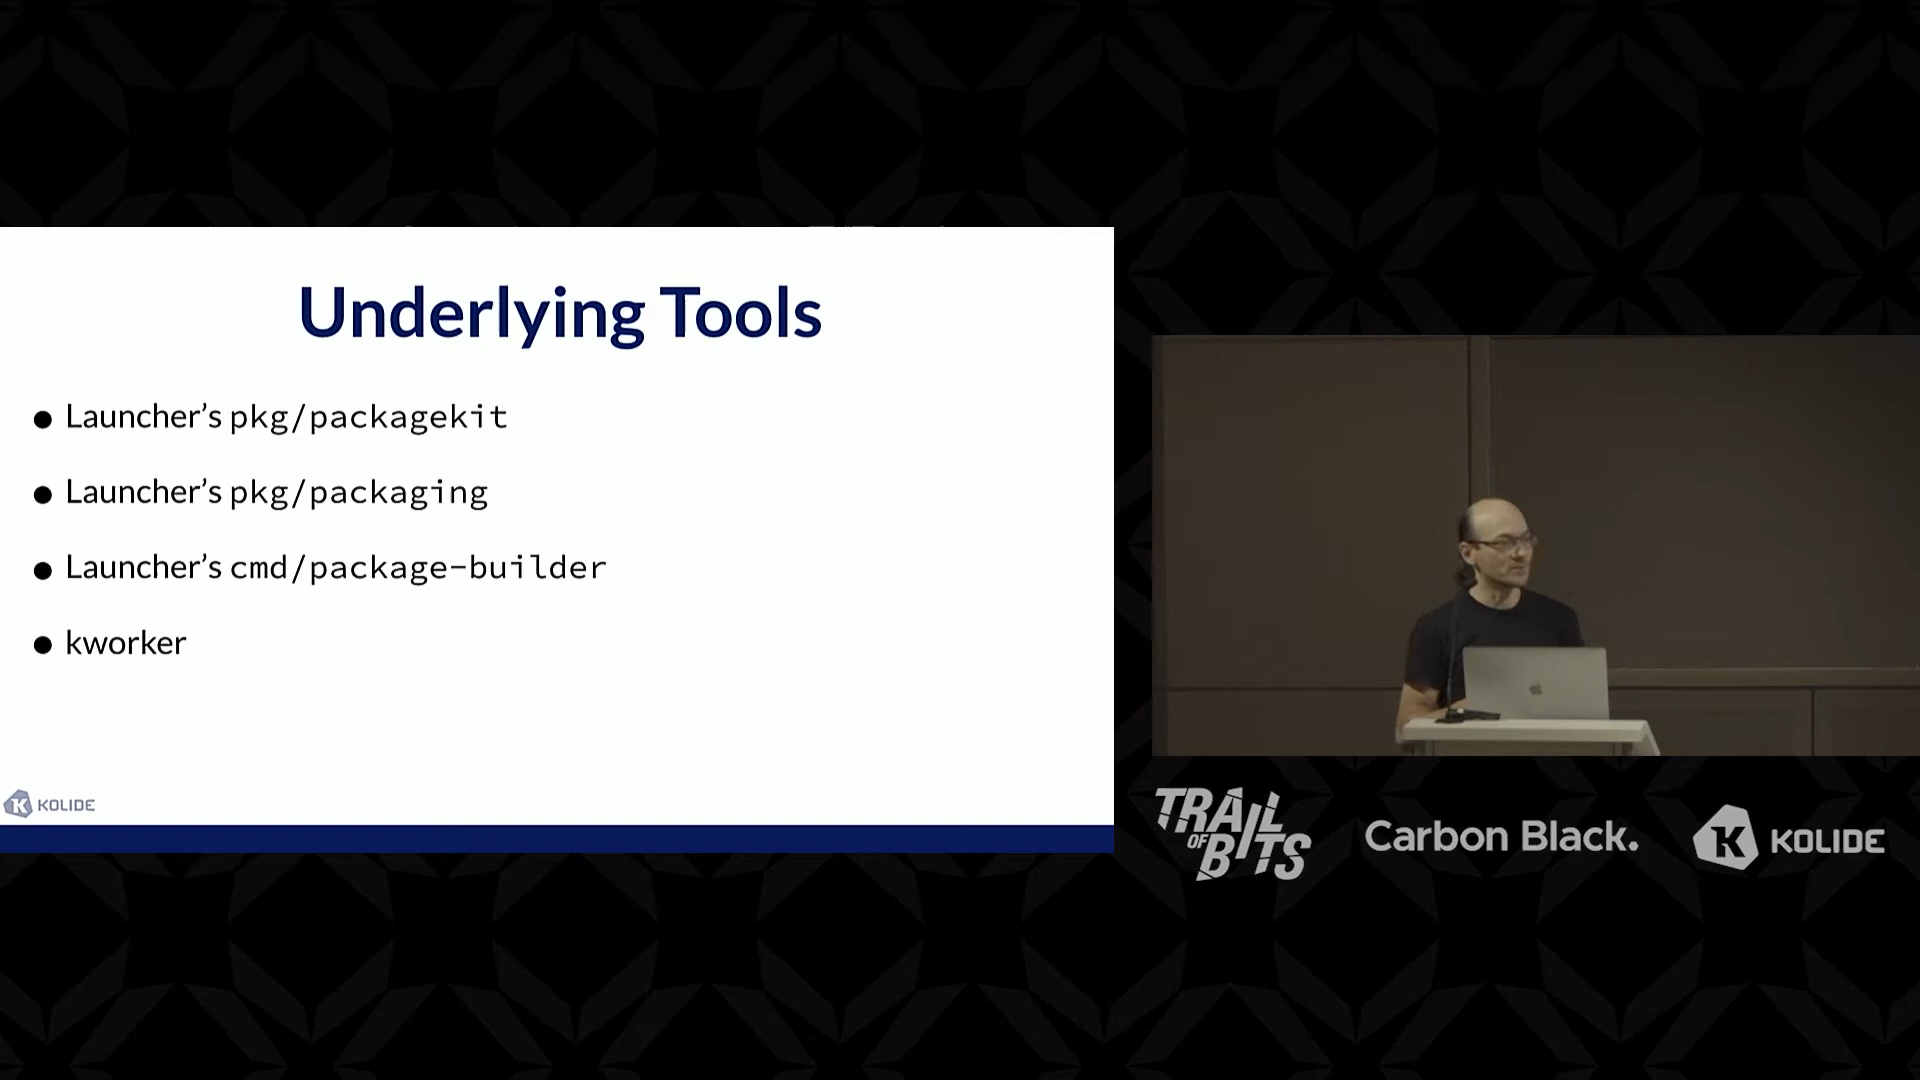 Underlying Tools
● Launcher’s pkg/packagekit
● Launcher’s pkg/packaging
● Launcher’s cmd/package-builder
● kworker
K KOLIDE
TRAIL OF BITS
Carbon Black.
K KOLIDE